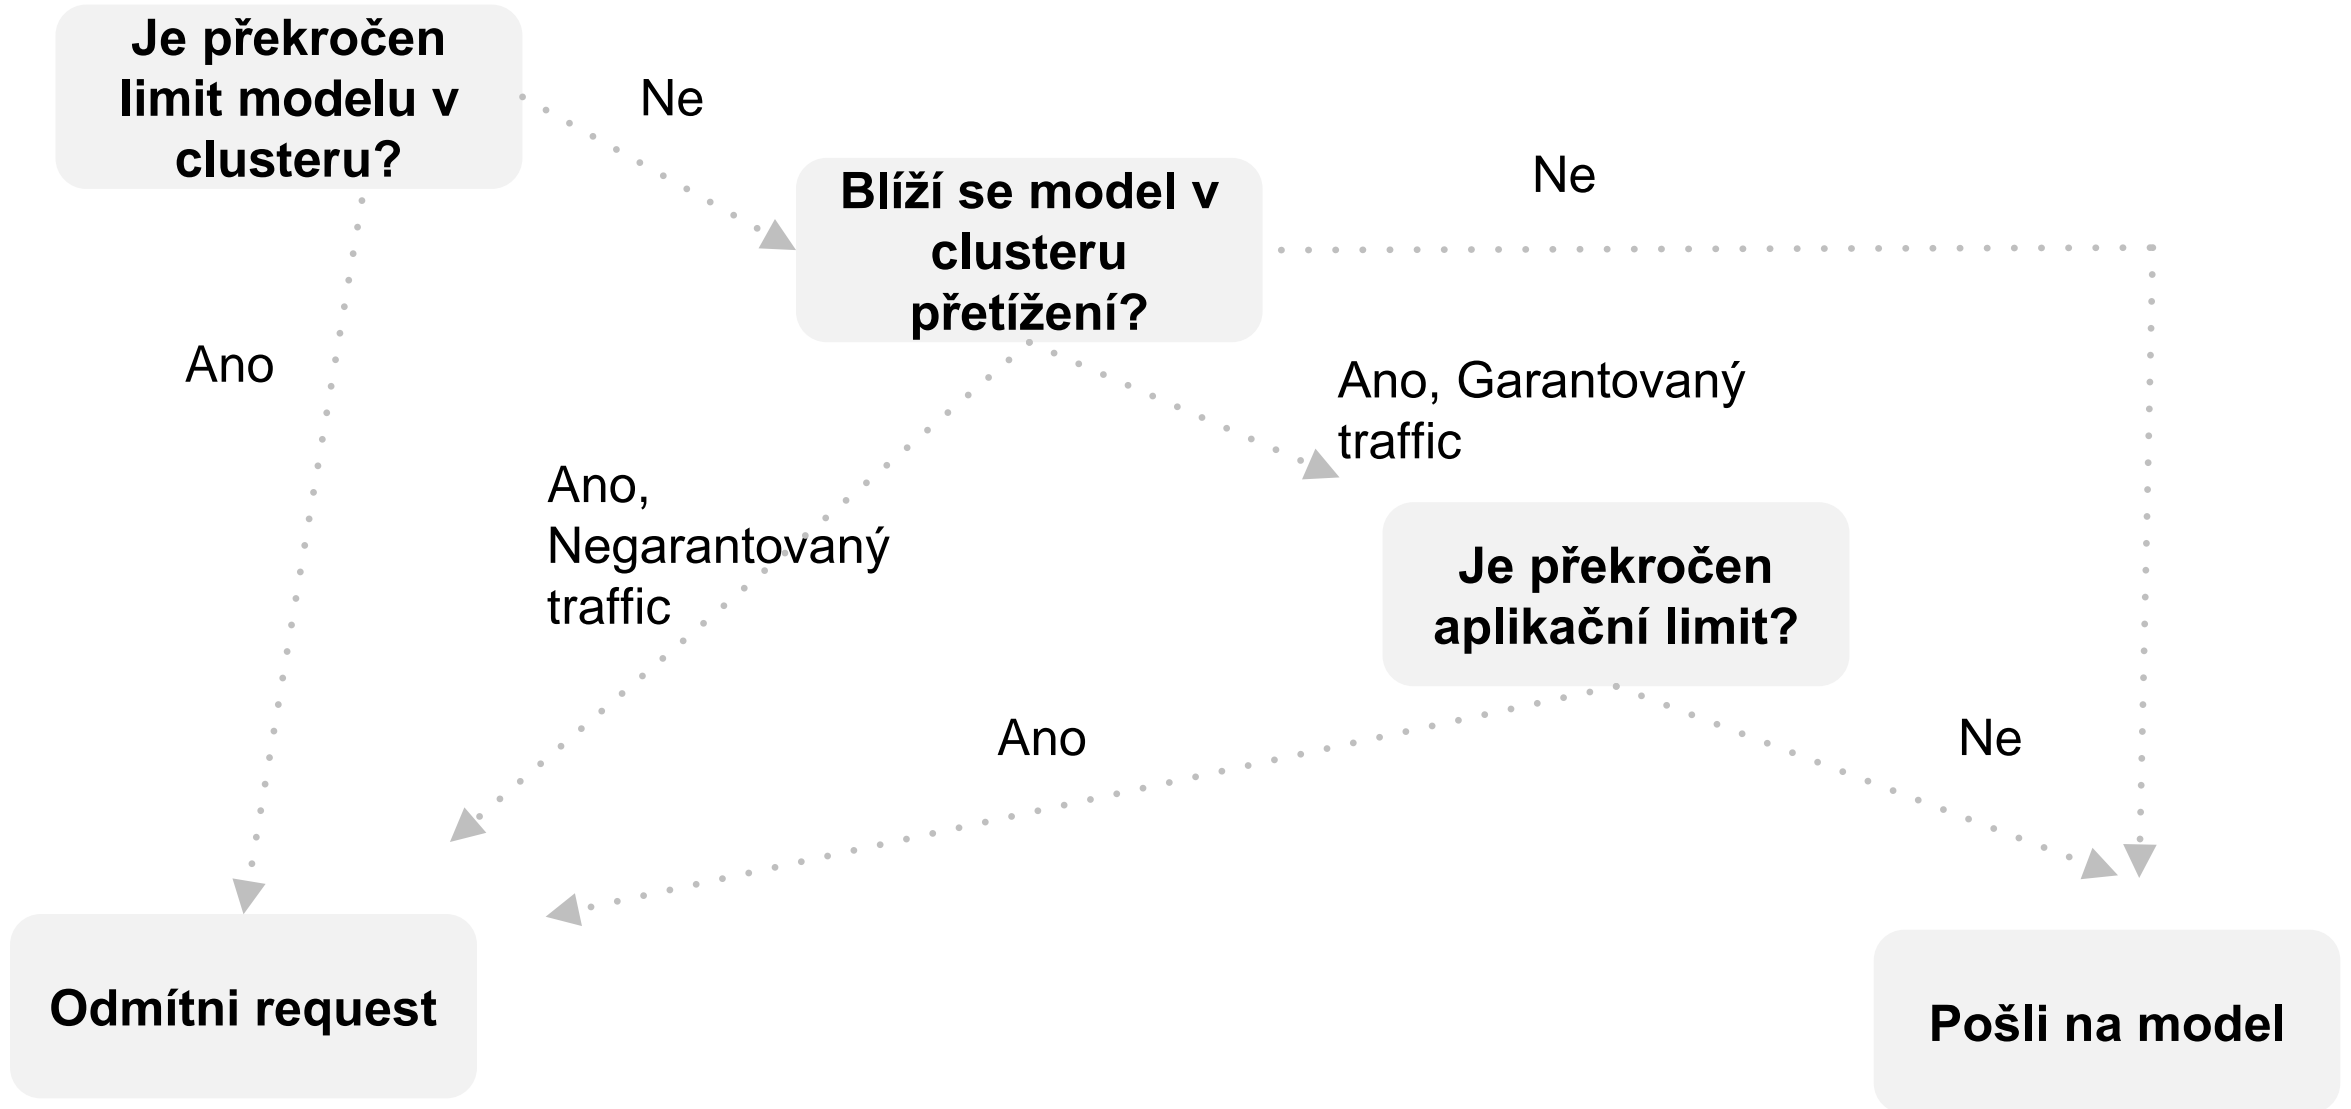 Je překročen
limit modelu v
clusteru?
Ne
Blíží se model v
clusteru
přetížení?
Ne
Ano
Ano, Garantovaný
traffic
Ano,
Negarantovaný
traffic
Je překročen
aplikační limit?
Ano
Ne
Odmítni request
Pošli na model